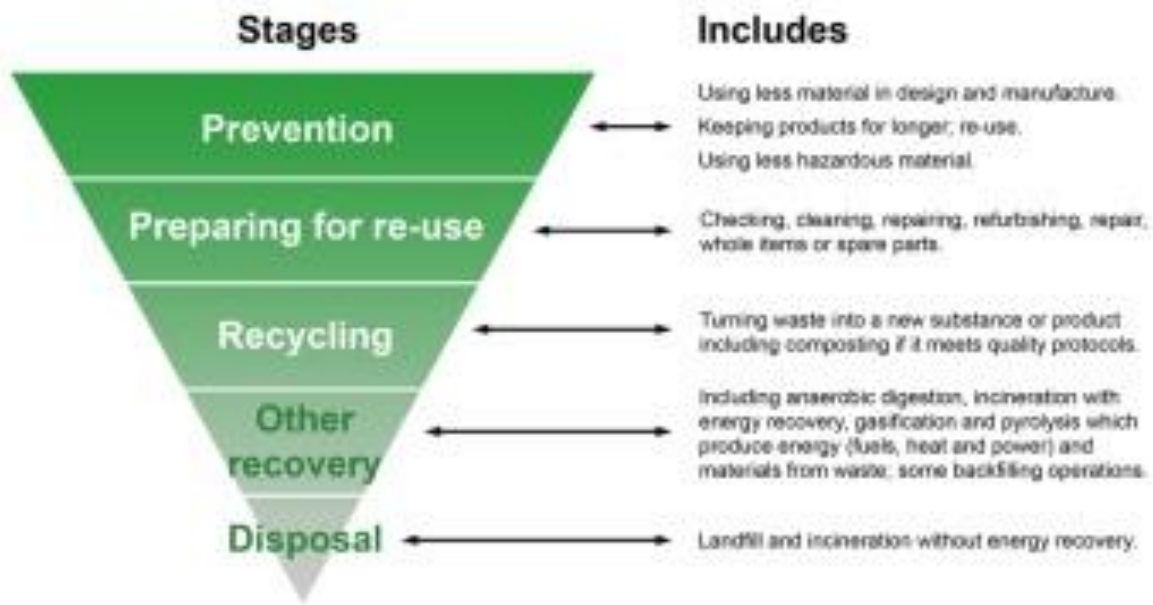 Stages
Includes
Prevention
Using less material in design and manufacture.
Keeping products for longer; re-use.
Using less hazardous material.
Preparing for re-use
Checking, cleaning, repairing, refurbishing, repair,
whole items or spare parts.
Recycling
Turning waste into a new substance or product
including composting if it meets quality protocols.
Other
recovery
Including anaerobic digestion, incineration with
energy recovery, gasification and pyrolysis which
produce energy (fuels, heat and power) and
materials from waste; some backfilling operations.
Disposal
Landfill and incineration without energy recovery.